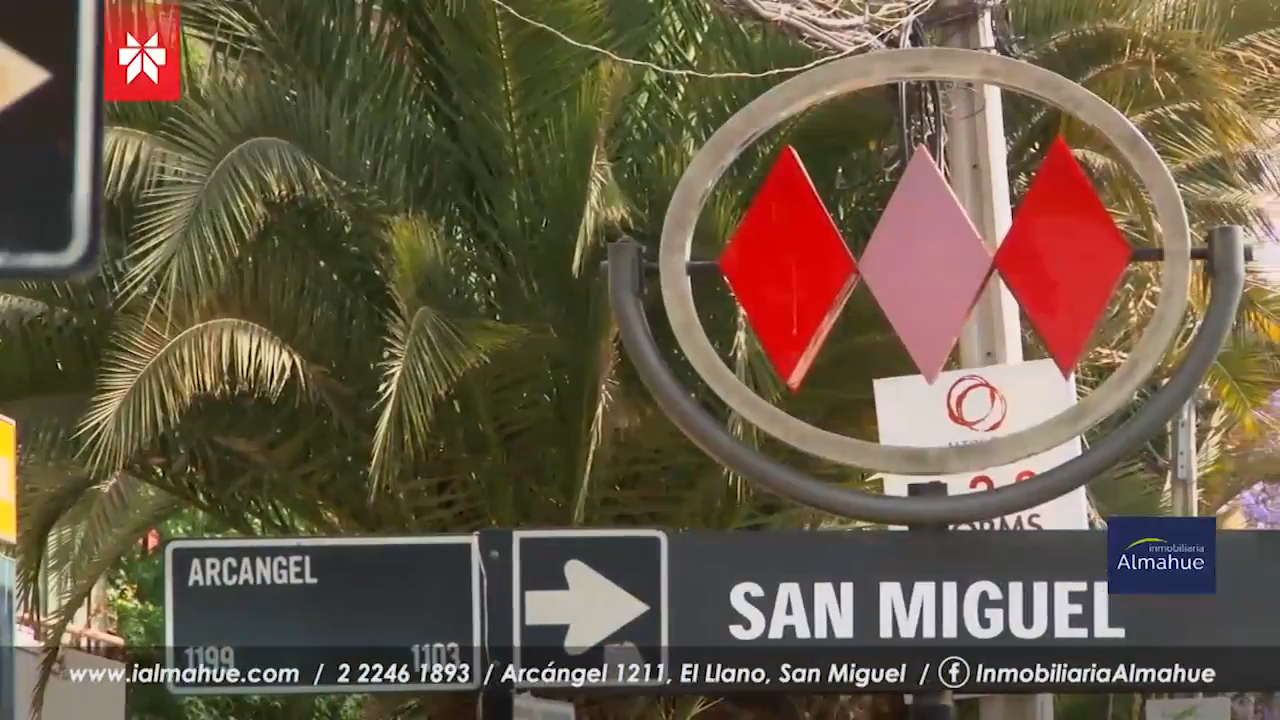 ARCANGEL
1199 1103
SAN MIGUEL
inmobiliaria
Almahue
www.ialmahue.com / 2 2246 1893 / Arcángel 1211, El Llano, San Miguel / InmobiliariaAlmahue